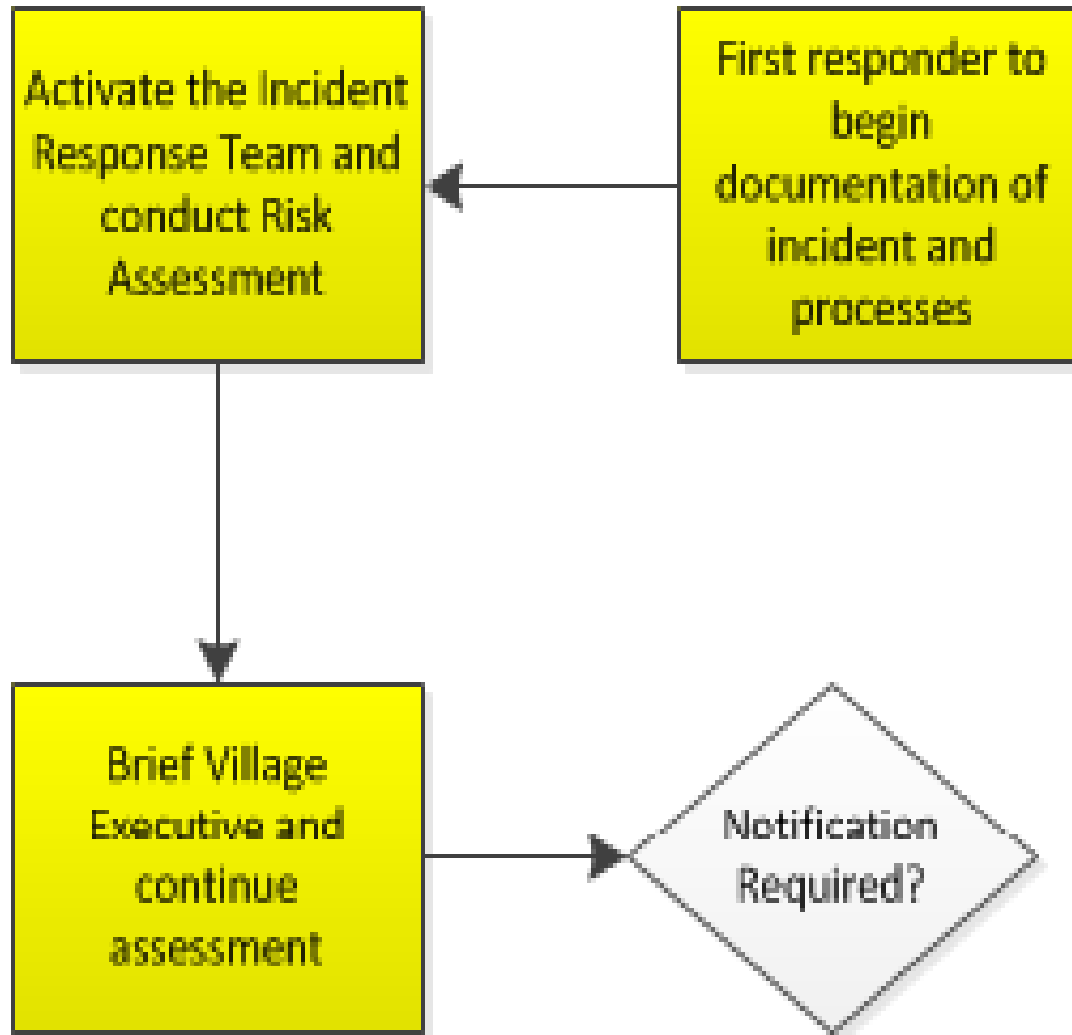 Activate the Incident
Response Team and
conduct Risk
Assessment
First responder to
begin
documentation of
incident and
processes
Brief Village
Executive and
continue
assessment
Notification
Required?